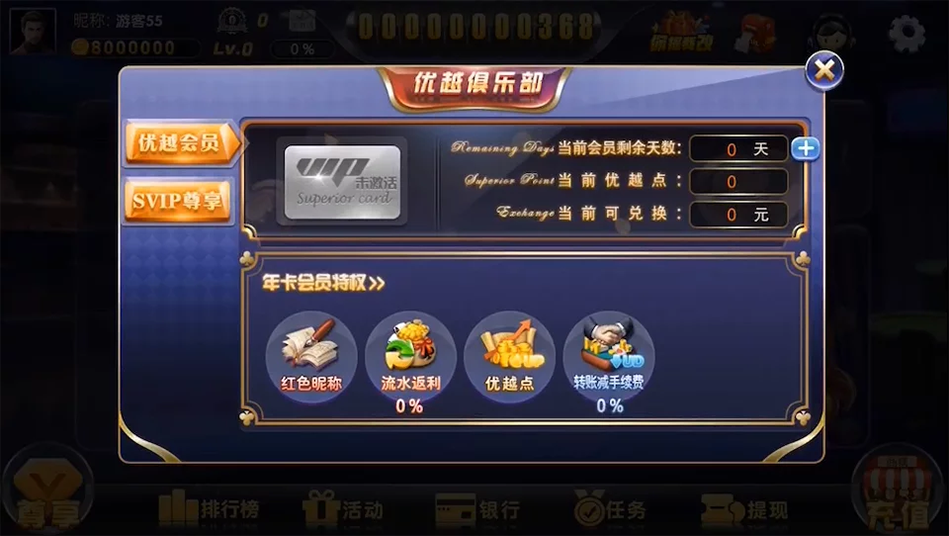 昵称: 游客55
0
8000000
Lv.0
0%
00000000368
优越俱乐部
优越会员
SVIP尊享
VIP
未激活
Superior card
Remaining Days 当前会员剩余天数: 0 天
Superior Point 当前优越点: 0
Exchange 当前可兑换: 0 元
年卡会员特权>>
红色昵称
流水返利
0%
UP
优越点
转账减手续费
0%
尊享
排行榜
活动
银行
任务
提现
充值